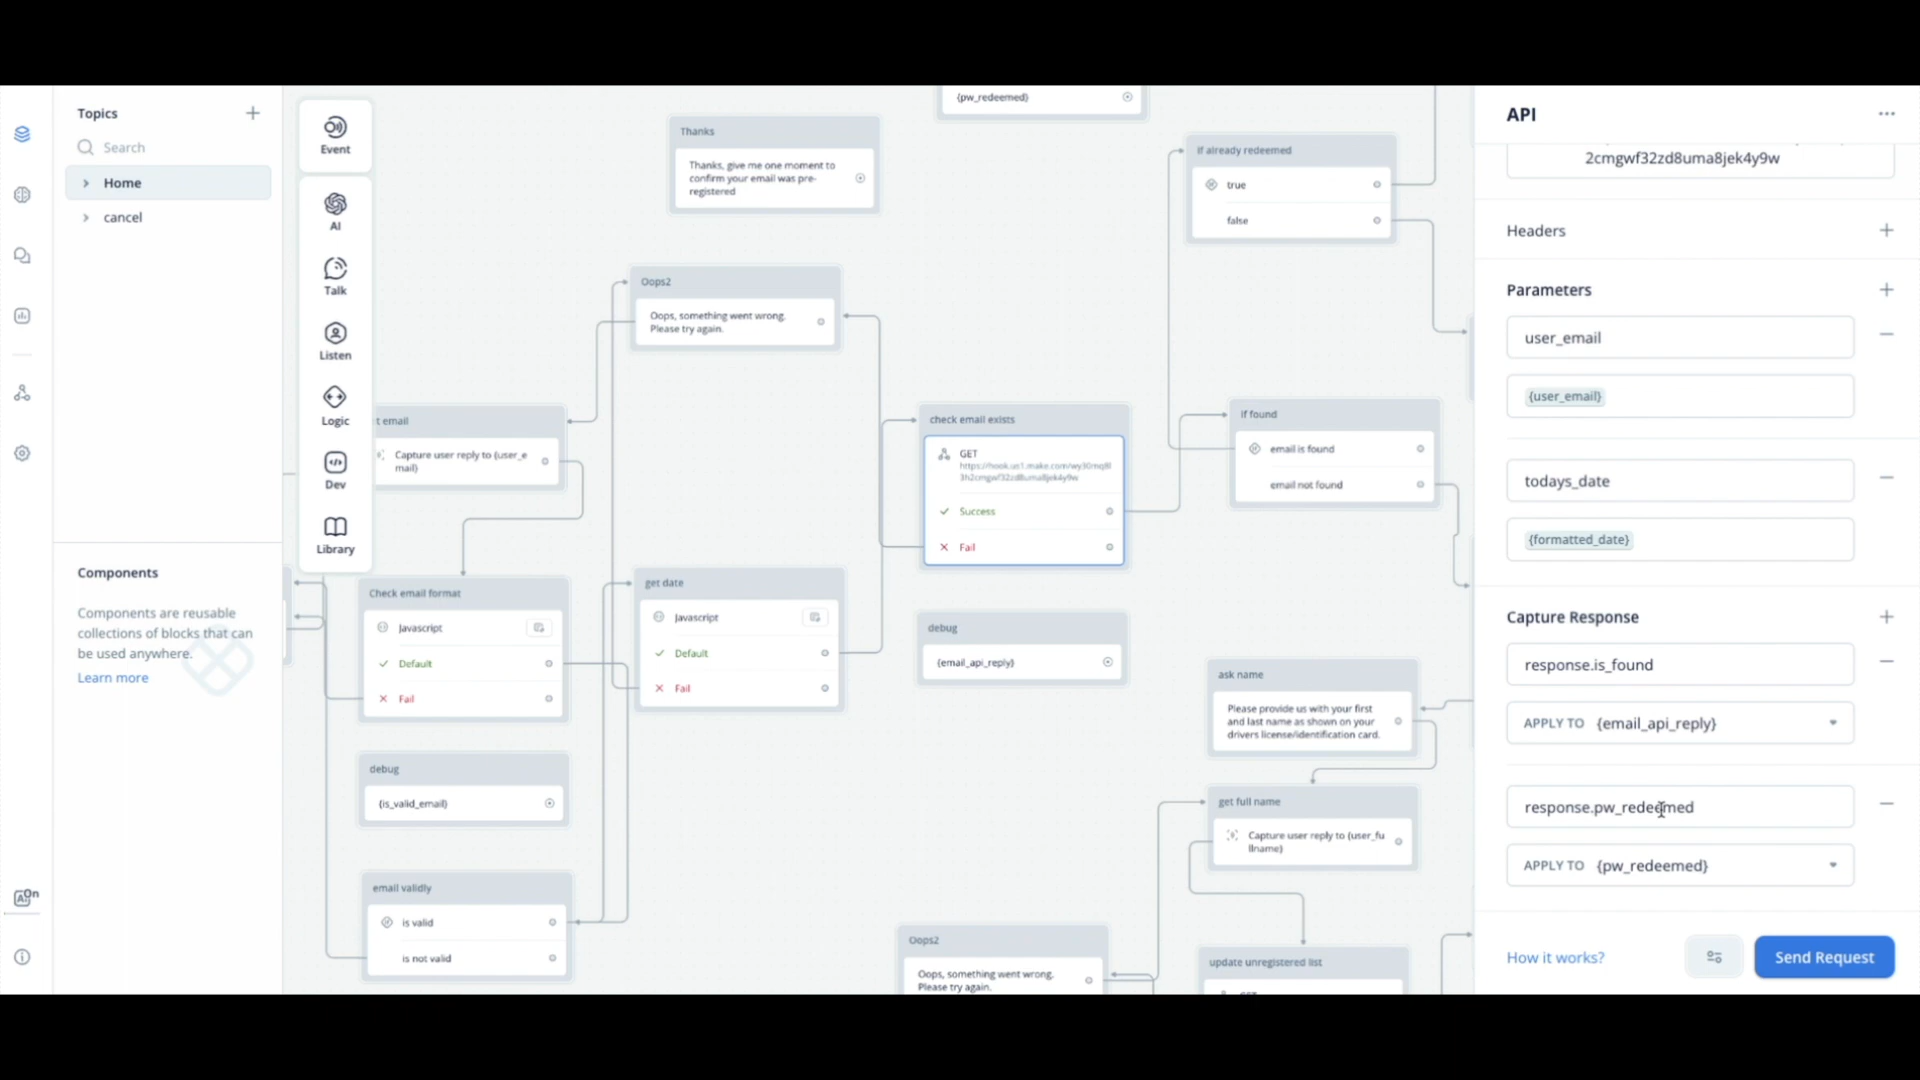 Topics
Search
Home
cancel
Components
Components are reusable
collections of blocks that can
be used anywhere.
Learn more
On
Event
AI
Talk
Listen
Logic
Dev
Library
{pw_redeemed}
Thanks
Thanks, give me one moment to
confirm your email was pre-
registered
if already redeemed
true
false
Oops2
Oops, something went wrong.
Please try again.
t email
Capture user reply to {user_e
mail}
check email exists
GET
Success
Fail
if found
email is found
email not found
Check email format
Javascript
Default
Fail
get date
Javascript
Default
Fail
debug
{email_api_reply}
ask name
Please provide us with your first
and last name as shown on your
drivers license/identification card.
debug
{is_valid_email}
get full name
Capture user reply to {user_fu
llname}
email validly
is valid
is not valid
Oops2
Oops, something went wrong.
Please try again.
update unregistered list
API
2cmgwf32zd8uma8jek4y9w
Headers
Parameters
user_email
{user_email}
todays_date
{formatted_date}
Capture Response
response.is_found
APPLY TO {email_api_reply}
response.pw_redeemed
APPLY TO {pw_redeemed}
How it works?
Send Request